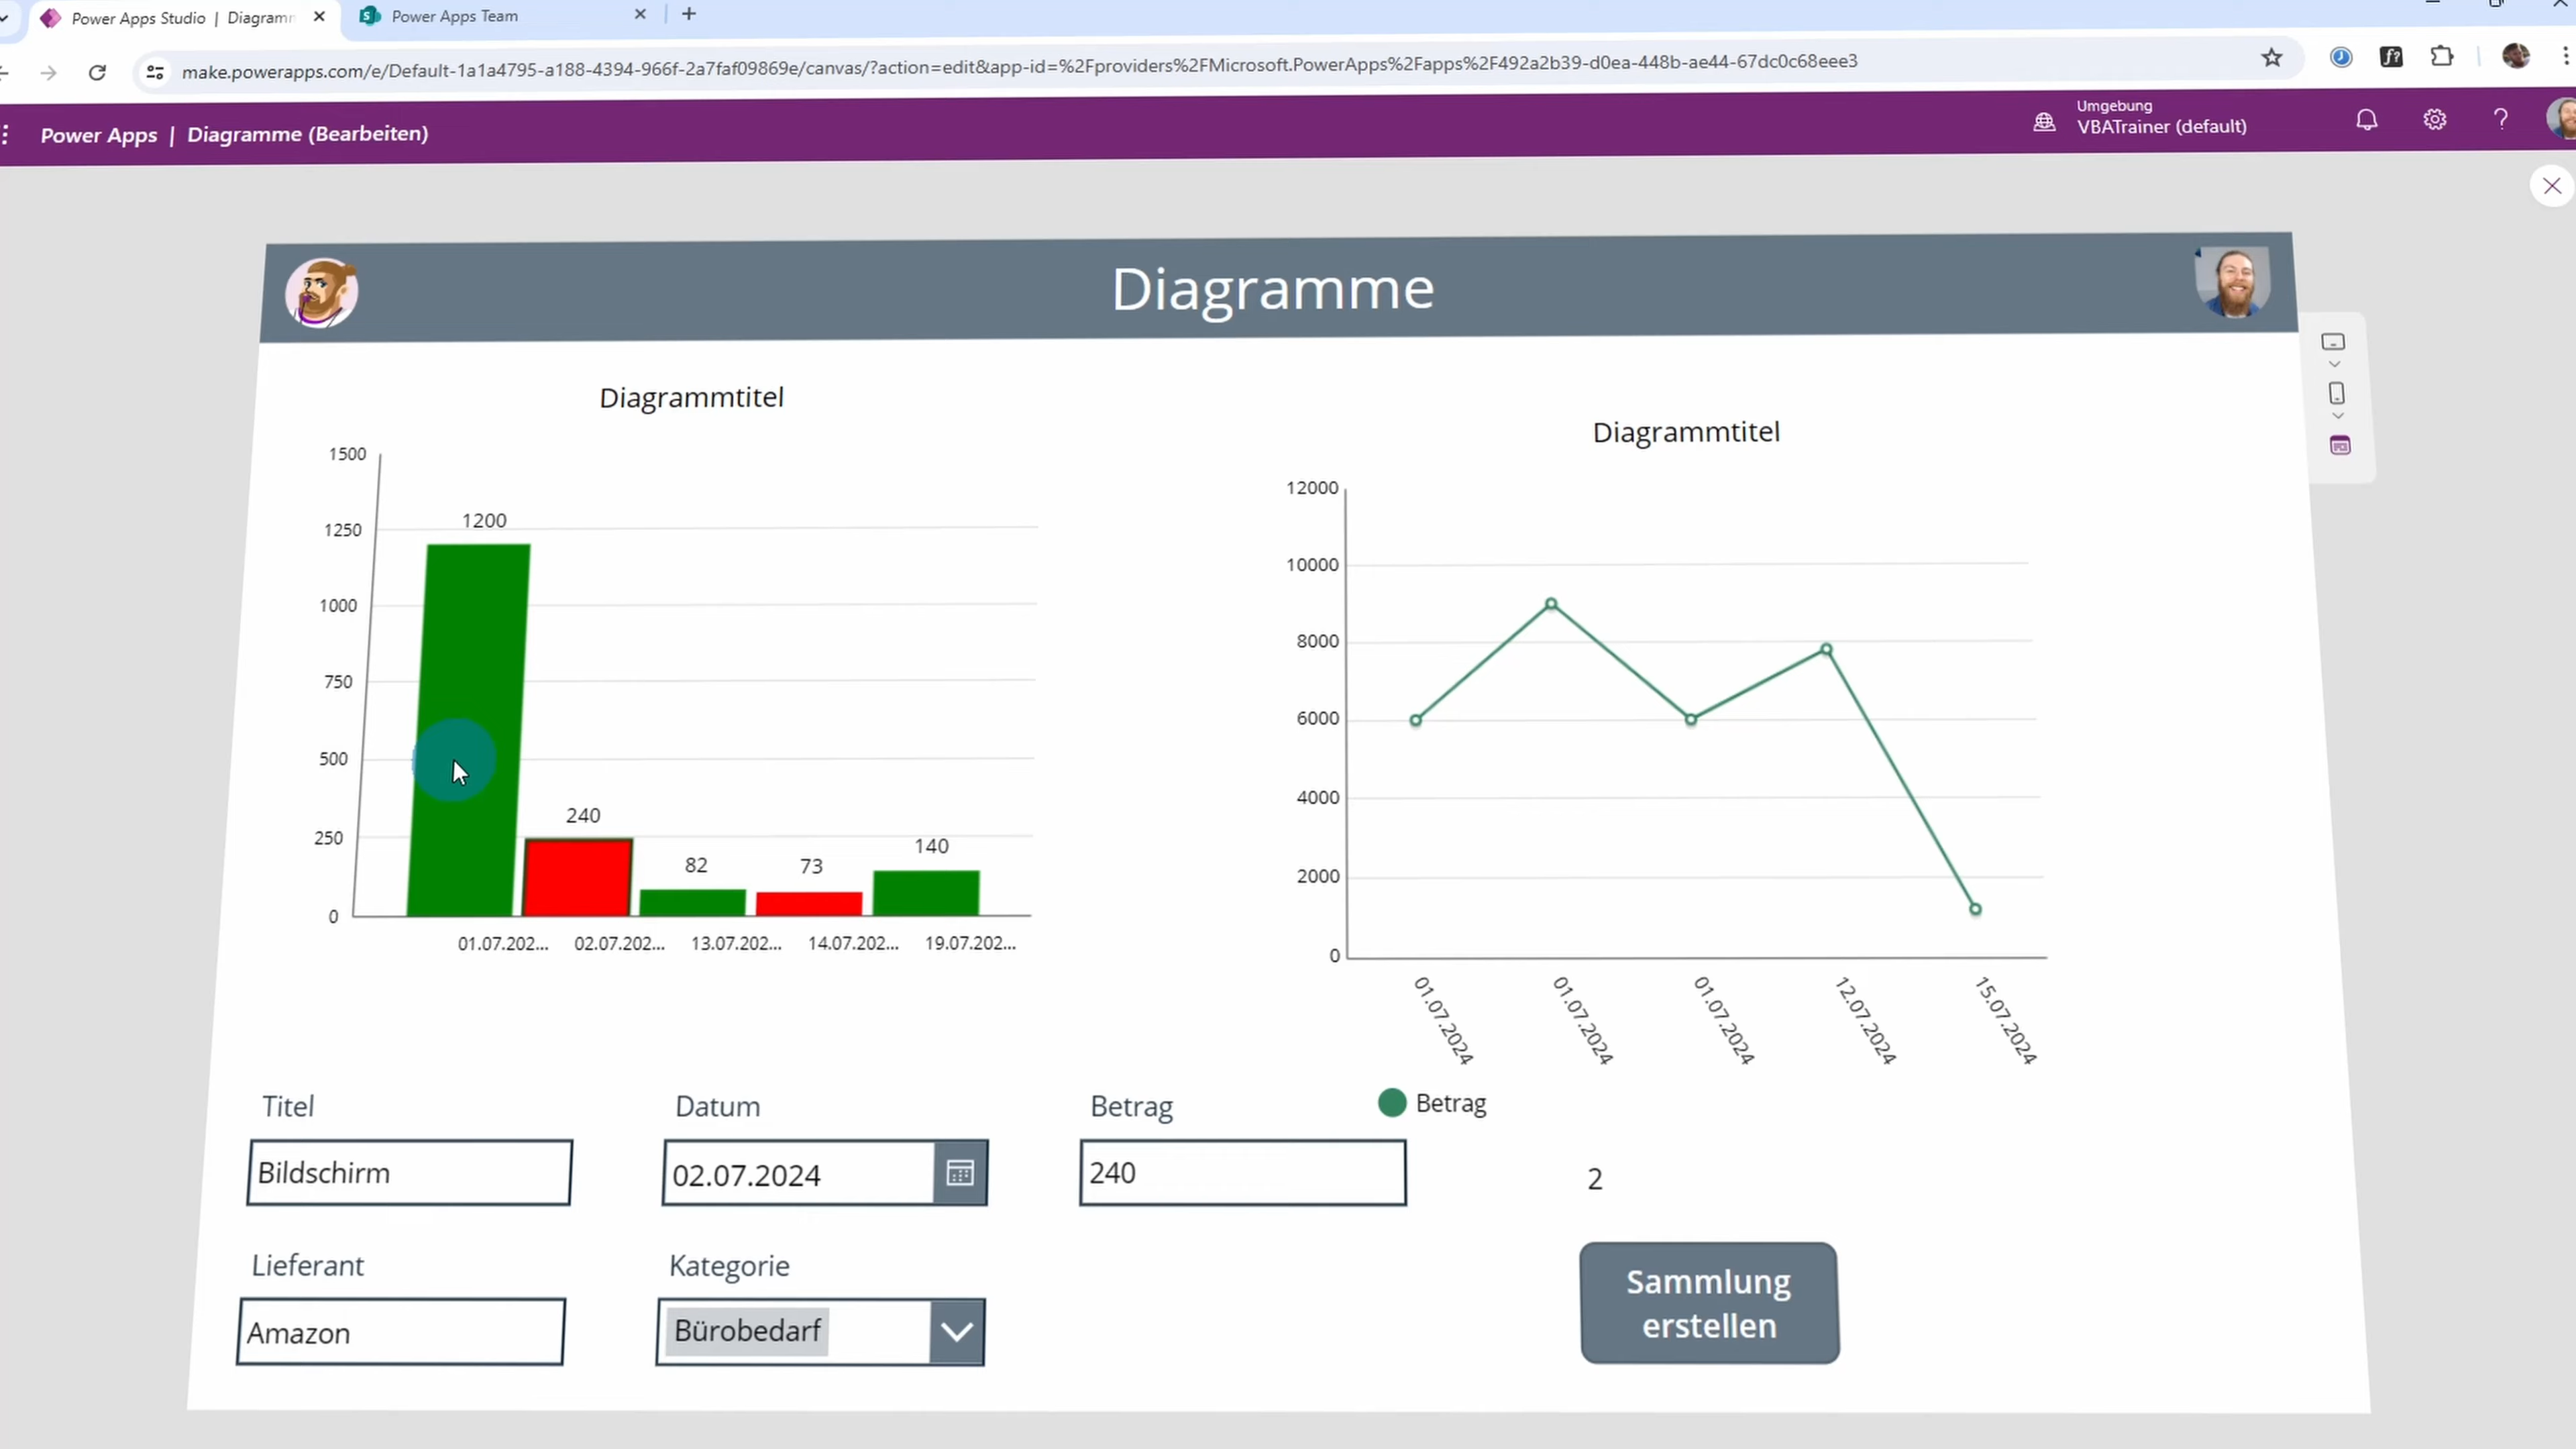 Power Apps Studio | Diagramm
Power Apps Team
make.powerapps.com/e/Default-1a1a4795-a188-4394-966f-2a7faf09869e/canvas/?action=edit&app-id=%2Fproviders%2FMicrosoft.PowerApps%2Fapps%2F492a2b39-d0ea-448b-ae44-67dc0c68eee3
Power Apps | Diagramme (Bearbeiten)
Umgebung
VBATrainer (default)
Diagramme
Diagrammtitel
1500
1250
1000
750
500
250
0
1200
240
82
73
140
01.07.202...
02.07.202...
13.07.202...
14.07.202...
19.07.202...
Diagrammtitel
12000
10000
8000
6000
4000
2000
0
01.07.2024
01.07.2024
01.07.2024
12.07.2024
15.07.2024
Betrag
Titel
Bildschirm
Datum
02.07.2024
Betrag
240
2
Lieferant
Amazon
Kategorie
Bürobedarf
Sammlung
erstellen